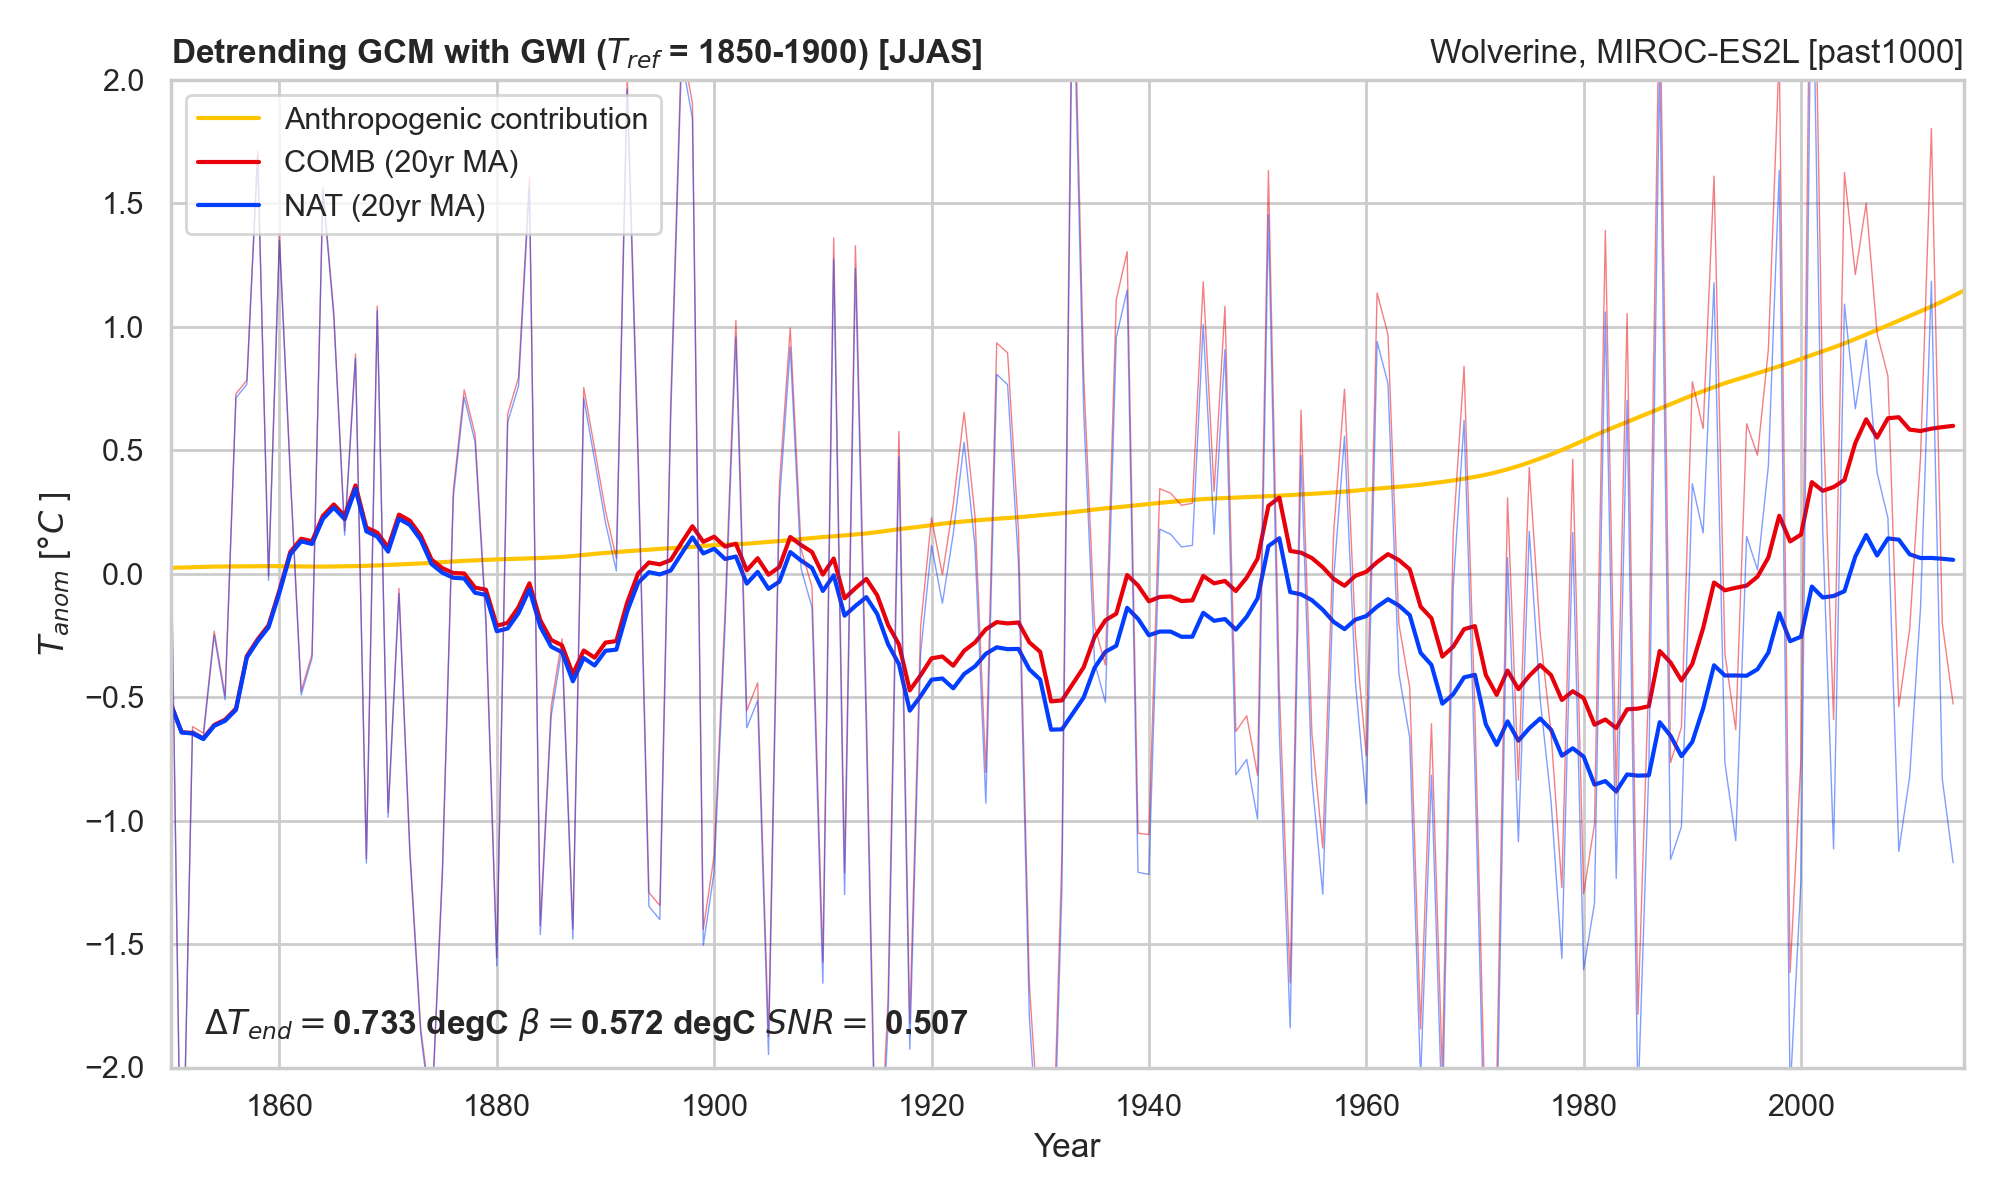 Detrending GCM with GWI (T_ref = 1850-1900) [JJAS]
Wolverine, MIROC-ES2L [past1000]
Anthropogenic contribution
COMB (20yr MA)
NAT (20yr MA)
2.0
1.5
1.0
0.5
0.0
−0.5
−1.0
−1.5
−2.0
T_anom [°C ]
ΔT_end = 0.733 degC β = 0.572 degC SNR = 0.507
1860 1880 1900 1920 1940 1960 1980 2000
Year